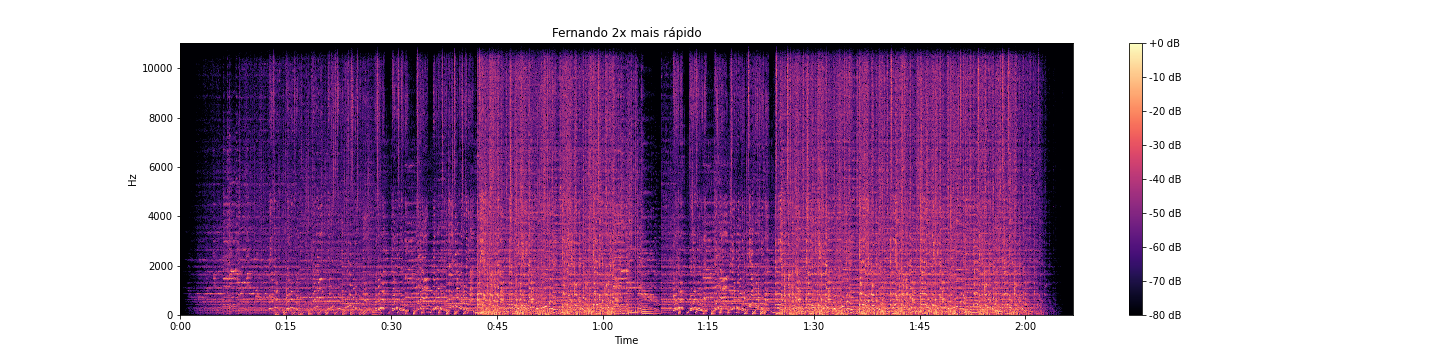 Fernando 2x mais rápido
10000
8000
6000
4000
2000
0
Hz
0:00 0:15 0:30 0:45 1:00 1:15 1:30 1:45 2:00
Time
+0 dB
-10 dB
-20 dB
-30 dB
-40 dB
-50 dB
-60 dB
-70 dB
-80 dB